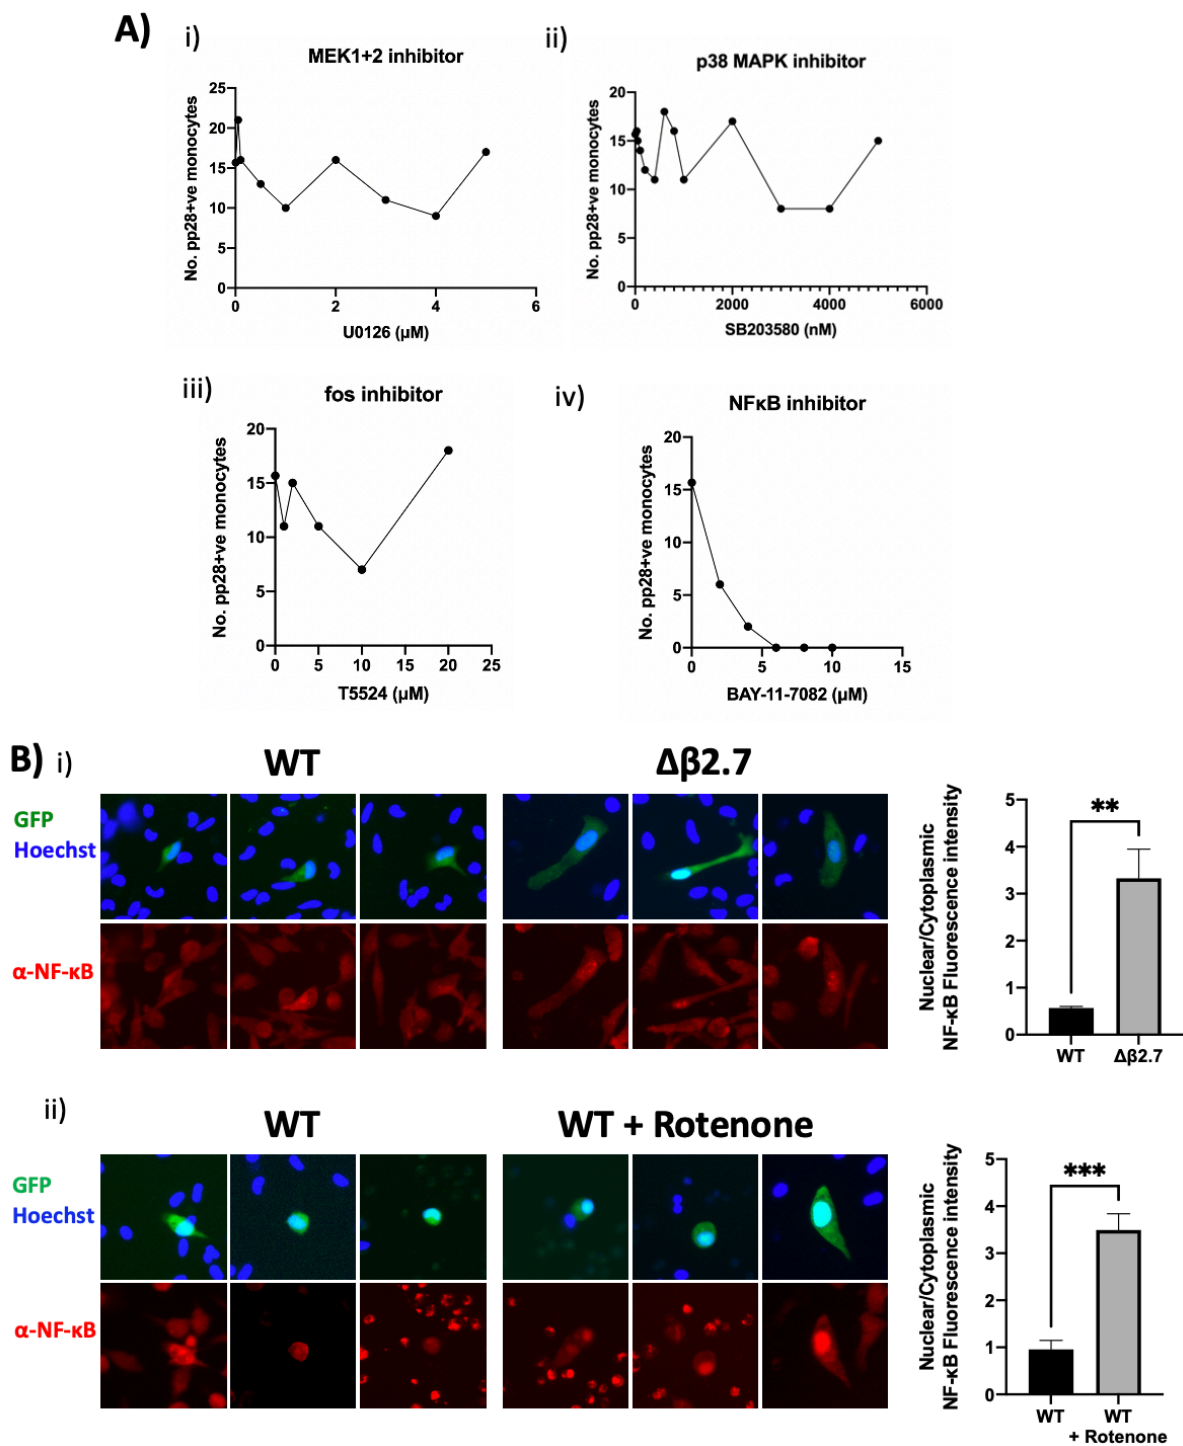 A)
i)
MEK1+2 inhibitor
No. pp28+ve monocytes
25
20
15
10
5
0
0 2 4 6
U0126 (μM)
ii)
p38 MAPK inhibitor
No. pp28+ve monocytes
20
15
10
5
0
0 2000 4000 6000
SB203580 (nM)
iii)
fos inhibitor
No. pp28+ve monocytes
20
15
10
5
0
0 5 10 15 20 25
T5524 (μM)
iv)
NFκB inhibitor
No. pp28+ve monocytes
20
15
10
5
0
0 5 10 15
BAY-11-7082 (μM)
B)
i)
WT
Δβ2.7
GFP
Hoechst
α-NF-κB
Nuclear/Cytoplasmic
NF-κB Fluorescence intensity
5
4
3
2
1
0
**
WT Δβ2.7
ii)
WT
WT + Rotenone
GFP
Hoechst
α-NF-κB
Nuclear/Cytoplasmic
NF-κB Fluorescence intensity
5
4
3
2
1
0
***
WT WT
+ Rotenone